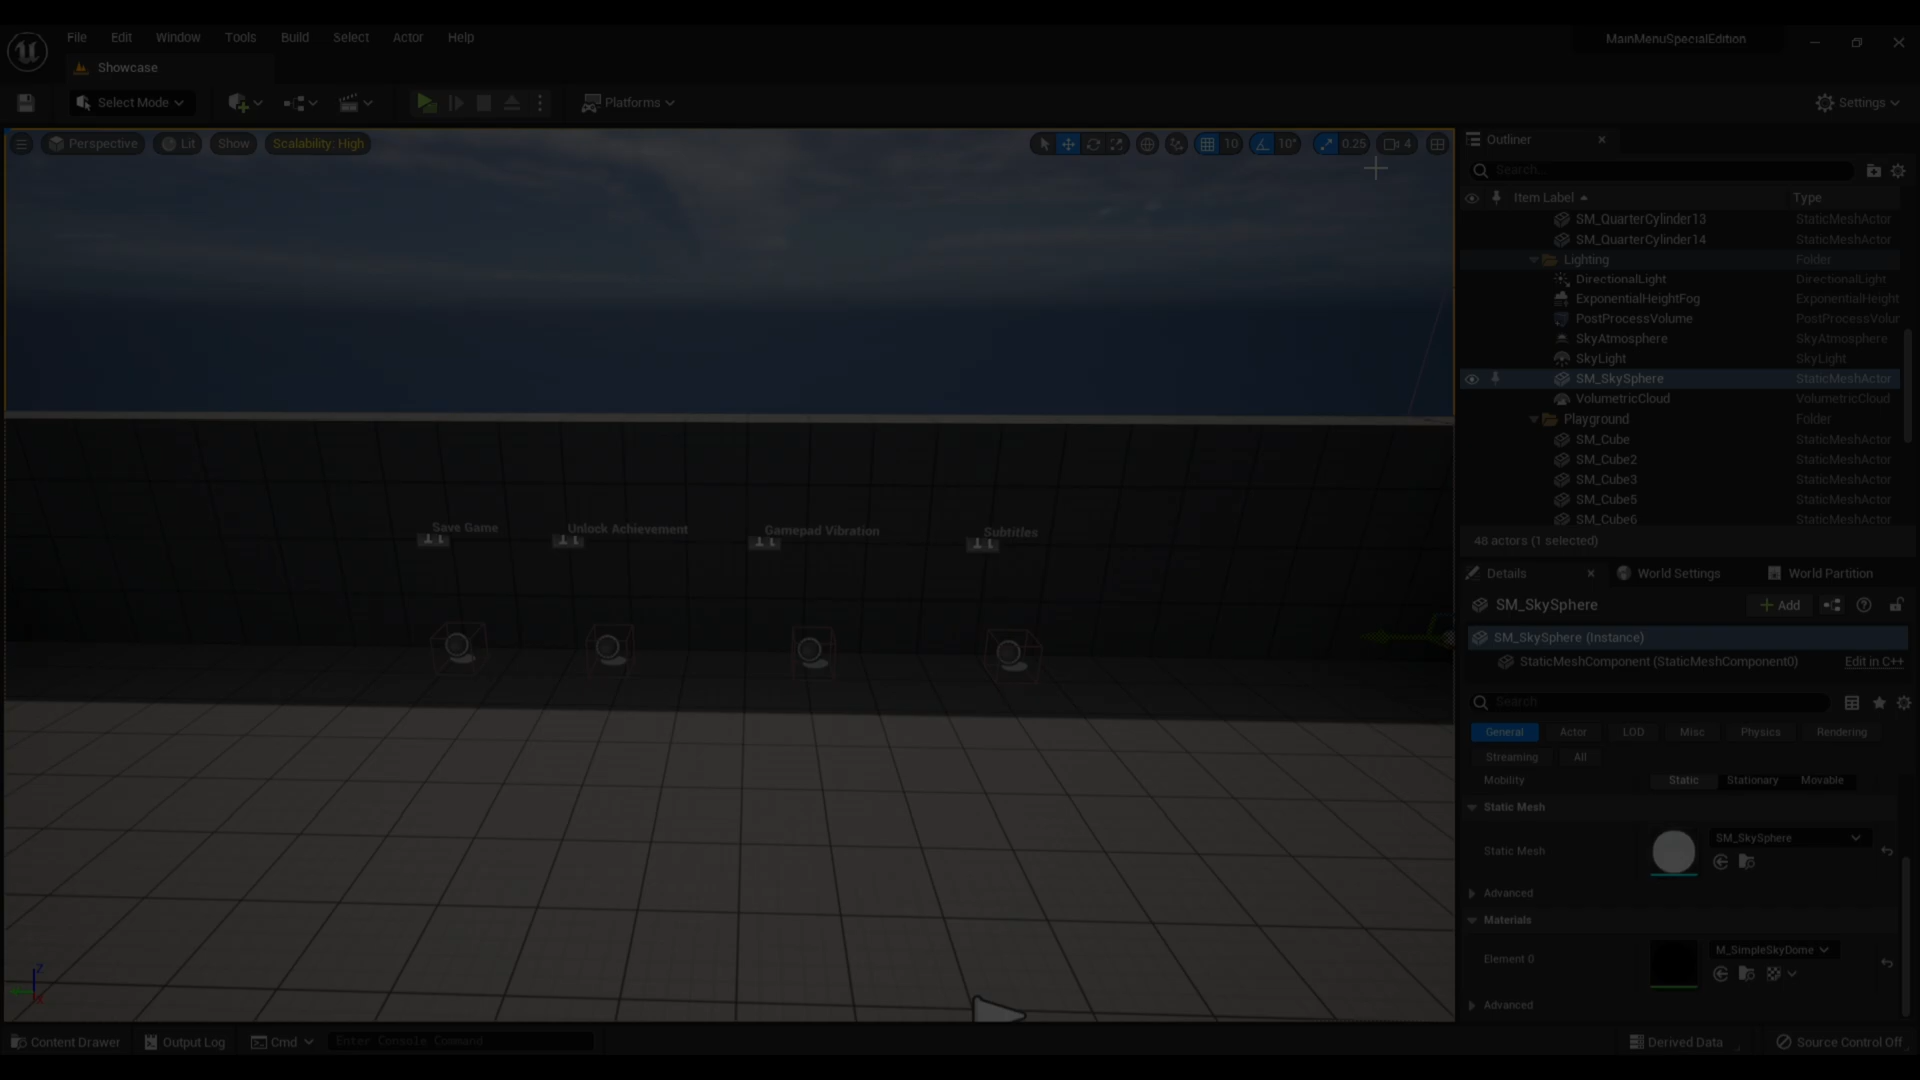 File Edit Window Tools Build Select Actor Help
MainMenuSpecialEdition
Showcase
Select Mode
Platforms
Settings
Perspective Lit Show Scalability: High
10 10° 0.25 4
Outliner
Search...
Item Label Type
SM_QuarterCylinder13 StaticMeshActor
SM_QuarterCylinder14 StaticMeshActor
Lighting Folder
DirectionalLight DirectionalLight
ExponentialHeightFog ExponentialHeight
PostProcessVolume PostProcessVolur
SkyAtmosphere SkyAtmosphere
SkyLight SkyLight
SM_SkySphere StaticMeshActor
VolumetricCloud VolumetricCloud
Playground Folder
SM_Cube StaticMeshActor
SM_Cube2 StaticMeshActor
SM_Cube3 StaticMeshActor
SM_Cube5 StaticMeshActor
SM_Cube6 StaticMeshActor
48 actors (1 selected)
Save Game Unlock Achievement Gamepad Vibration Subtitles
Details World Settings World Partition
SM_SkySphere Add
SM_SkySphere (Instance)
StaticMeshComponent (StaticMeshComponent0) Edit in C++
Search
General Actor LOD Misc Physics Rendering
Streaming All
Mobility Static Stationary Movable
Static Mesh
Static Mesh SM_SkySphere
Advanced
Materials
Element 0 M_SimpleSkyDome
Advanced
Z
Content Drawer Output Log Cmd Enter Console Command
Derived Data Source Control Off